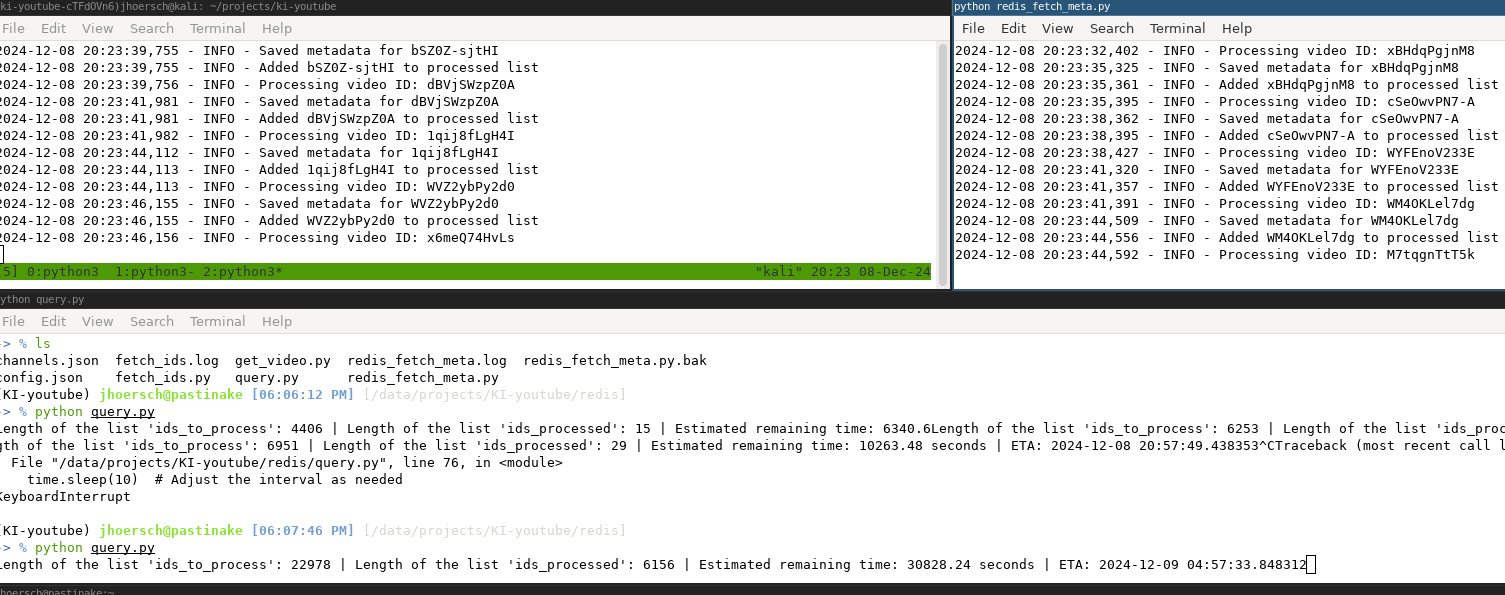 ki-youtube-cTFdOVn6)jhoersch@kali: ~/projects/ki-youtube
File Edit View Search Terminal Help
2024-12-08 20:23:39,755 - INFO - Saved metadata for bSZ0Z-sjtHI
2024-12-08 20:23:39,755 - INFO - Added bSZ0Z-sjtHI to processed list
2024-12-08 20:23:39,756 - INFO - Processing video ID: dBVjSWzpZ0A
2024-12-08 20:23:41,981 - INFO - Saved metadata for dBVjSWzpZ0A
2024-12-08 20:23:41,981 - INFO - Added dBVjSWzpZ0A to processed list
2024-12-08 20:23:41,982 - INFO - Processing video ID: 1qij8fLgH4I
2024-12-08 20:23:44,112 - INFO - Saved metadata for 1qij8fLgH4I
2024-12-08 20:23:44,113 - INFO - Added 1qij8fLgH4I to processed list
2024-12-08 20:23:44,113 - INFO - Processing video ID: WVZ2ybPy2d0
2024-12-08 20:23:46,155 - INFO - Saved metadata for WVZ2ybPy2d0
2024-12-08 20:23:46,155 - INFO - Added WVZ2ybPy2d0 to processed list
2024-12-08 20:23:46,156 - INFO - Processing video ID: x6meQ74HvLs
5] 0:python3  1:python3- 2:python3* "kali" 20:23 08-Dec-24
python redis_fetch_meta.py
File Edit View Search Terminal Help
2024-12-08 20:23:32,402 - INFO - Processing video ID: xBHdqPgjnM8
2024-12-08 20:23:35,325 - INFO - Saved metadata for xBHdqPgjnM8
2024-12-08 20:23:35,361 - INFO - Added xBHdqPgjnM8 to processed list
2024-12-08 20:23:35,395 - INFO - Processing video ID: cSeOwvPN7-A
2024-12-08 20:23:38,362 - INFO - Saved metadata for cSeOwvPN7-A
2024-12-08 20:23:38,395 - INFO - Added cSeOwvPN7-A to processed list
2024-12-08 20:23:38,427 - INFO - Processing video ID: WYFEnoV233E
2024-12-08 20:23:41,320 - INFO - Saved metadata for WYFEnoV233E
2024-12-08 20:23:41,357 - INFO - Added WYFEnoV233E to processed list
2024-12-08 20:23:41,391 - INFO - Processing video ID: WM4OKLel7dg
2024-12-08 20:23:44,509 - INFO - Saved metadata for WM4OKLel7dg
2024-12-08 20:23:44,556 - INFO - Added WM4OKLel7dg to processed list
2024-12-08 20:23:44,592 - INFO - Processing video ID: M7tqgnTtT5k
ython query.py
File Edit View Search Terminal Help
-> % ls
channels.json  fetch_ids.log  get_video.py  redis_fetch_meta.log  redis_fetch_meta.py.bak
config.json    fetch_ids.py  query.py      redis_fetch_meta.py
(KI-youtube) jhoersch@pastinake [06:06:12 PM] [/data/projects/KI-youtube/redis]
-> % python query.py
Length of the list 'ids_to_process': 4406 | Length of the list 'ids_processed': 15 | Estimated remaining time: 6340.6Length of the list 'ids_to_process': 6253 | Length of the list 'ids_proc
gth of the list 'ids_to_process': 6951 | Length of the list 'ids_processed': 29 | Estimated remaining time: 10263.48 seconds | ETA: 2024-12-08 20:57:49.438353^CTraceback (most recent call l
File "/data/projects/KI-youtube/redis/query.py", line 76, in <module>
time.sleep(10)  # Adjust the interval as needed
KeyboardInterrupt
(KI-youtube) jhoersch@pastinake [06:07:46 PM] [/data/projects/KI-youtube/redis]
-> % python query.py
Length of the list 'ids_to_process': 22978 | Length of the list 'ids_processed': 6156 | Estimated remaining time: 30828.24 seconds | ETA: 2024-12-09 04:57:33.848312
hoersch@pastinake:~